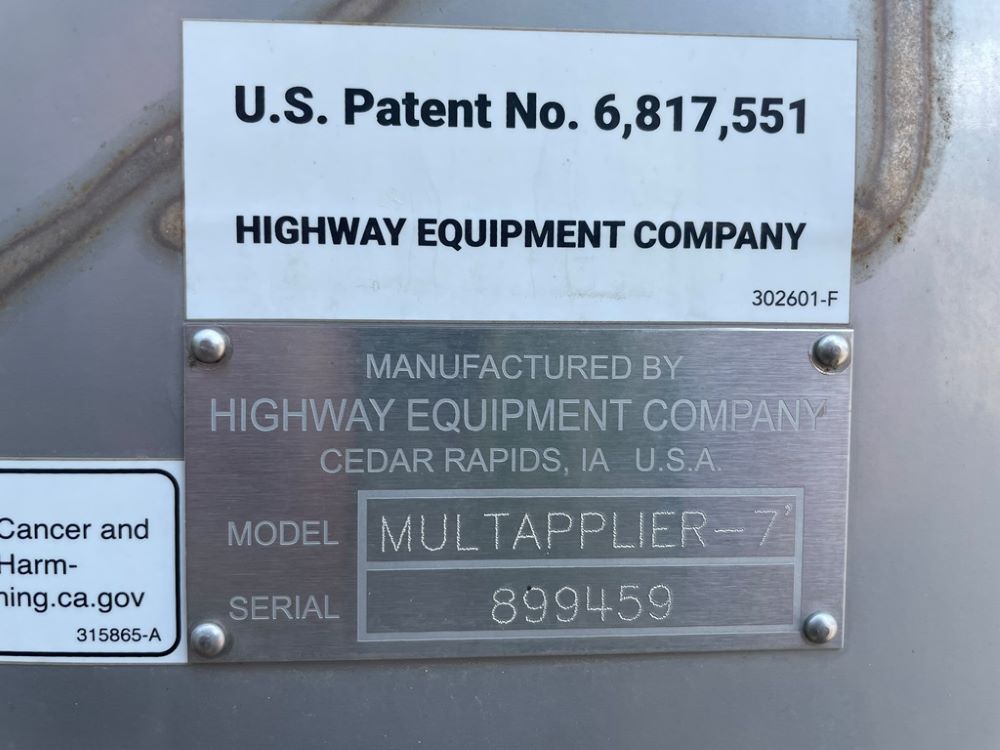 U.S. Patent No. 6,817,551
HIGHWAY EQUIPMENT COMPANY
302601-F
MANUFACTURED BY
HIGHWAY EQUIPMENT COMPANY
CEDAR RAPIDS, IA U.S.A.
MODEL MULTAPPLIER-7'
SERIAL 899459
Cancer and
Harm-
ning.ca.gov
315865-A